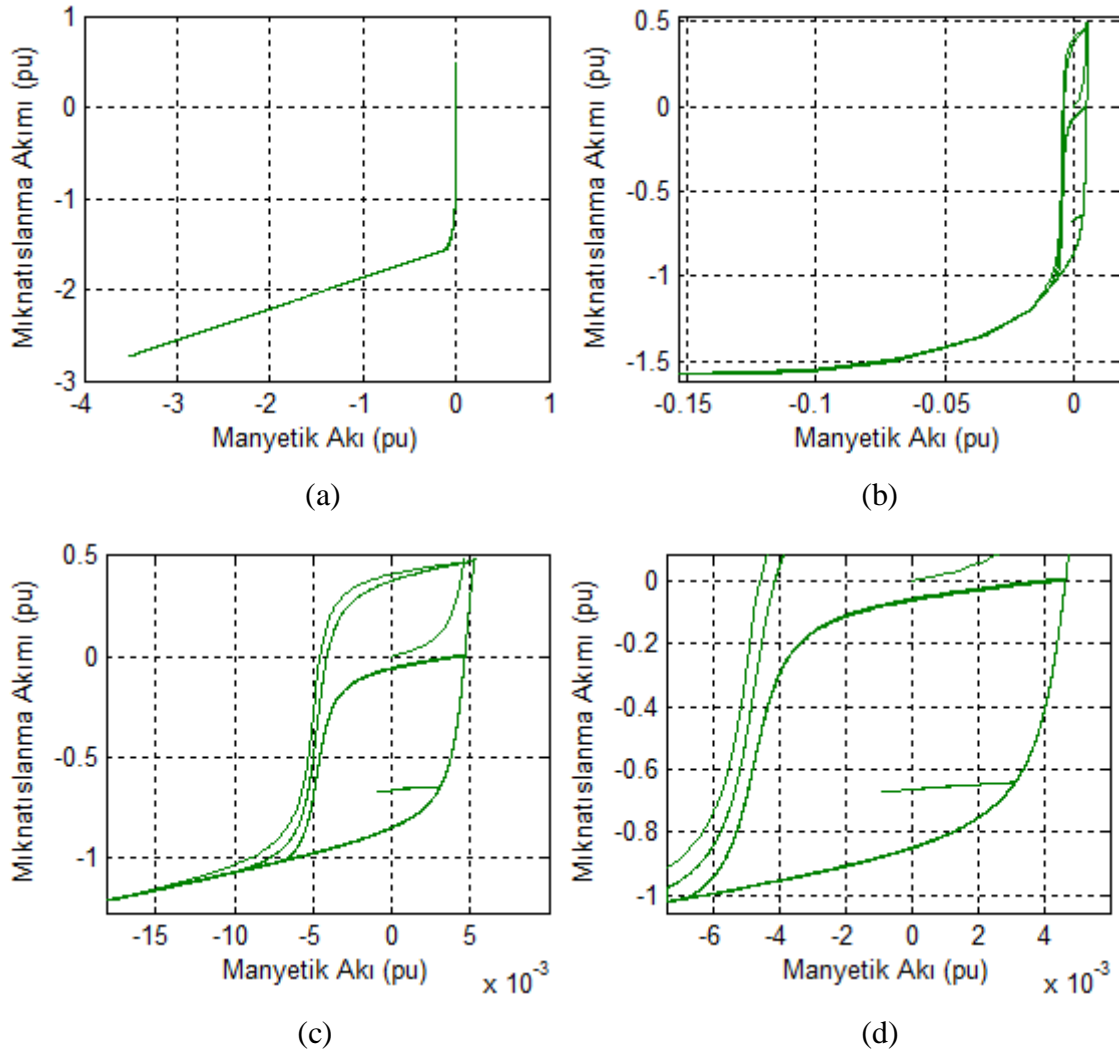 1
0
-1
-2
-3
-4 -3 -2 -1 0 1
Mıknatıslanma Akımı (pu)
Manyetik Akı (pu)
(a)
0.5
0
-0.5
-1
-1.5
-0.15 -0.1 -0.05 0
Mıknatıslanma Akımı (pu)
Manyetik Akı (pu)
(b)
0.5
0
-0.5
-1
-15 -10 -5 0 5
Mıknatıslanma Akımı (pu)
Manyetik Akı (pu)
x 10⁻³
(c)
0
-0.2
-0.4
-0.6
-0.8
-1
-6 -4 -2 0 2 4
Mıknatıslanma Akımı (pu)
Manyetik Akı (pu)
x 10⁻³
(d)